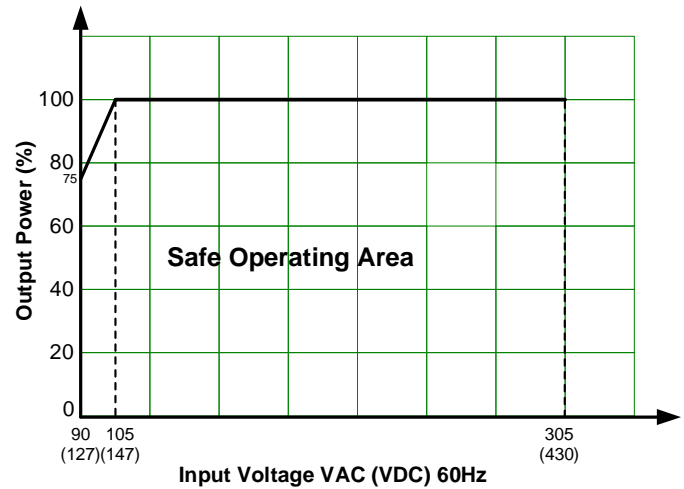 Output Power (%)
100
80
75
60
40
20
0
Safe Operating Area
90 105 305
(127)(147) (430)
Input Voltage VAC (VDC) 60Hz